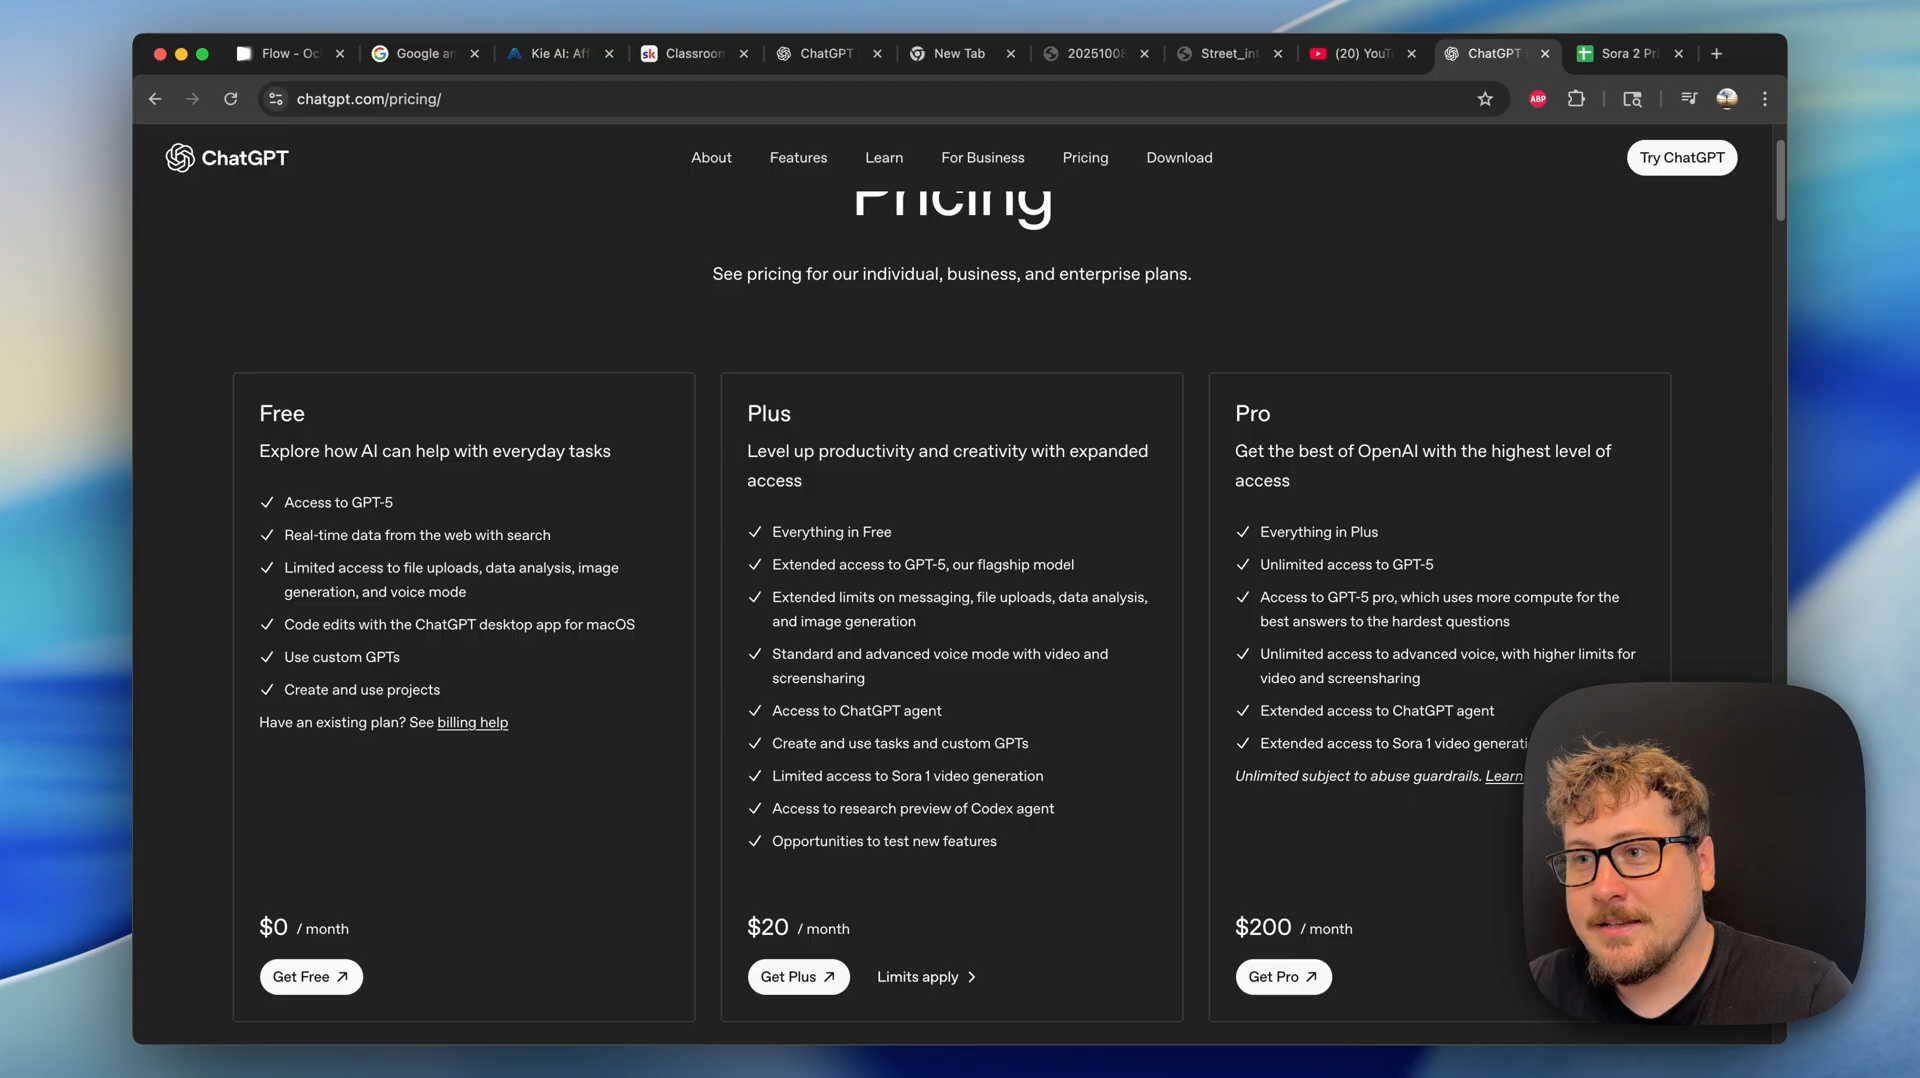 Flow - Oc
Google an
Kie AI: Aff
sk
Classroon
ChatGPT
New Tab
20251008
Street_int
(20) YouTu
ChatGPT
Sora 2 Pri
chatgpt.com/pricing/
ABP
ChatGPT
About
Features
Learn
For Business
Pricing
Download
Try ChatGPT
Pricing
See pricing for our individual, business, and enterprise plans.
Free
Explore how AI can help with everyday tasks
Access to GPT-5
Real-time data from the web with search
Limited access to file uploads, data analysis, image
generation, and voice mode
Code edits with the ChatGPT desktop app for macOS
Use custom GPTs
Create and use projects
Have an existing plan? See billing help
$0 / month
Get Free
Plus
Level up productivity and creativity with expanded
access
Everything in Free
Extended access to GPT-5, our flagship model
Extended limits on messaging, file uploads, data analysis,
and image generation
Standard and advanced voice mode with video and
screensharing
Access to ChatGPT agent
Create and use tasks and custom GPTs
Limited access to Sora 1 video generation
Access to research preview of Codex agent
Opportunities to test new features
$20 / month
Get Plus
Limits apply
Pro
Get the best of OpenAI with the highest level of
access
Everything in Plus
Unlimited access to GPT-5
Access to GPT-5 pro, which uses more compute for the
best answers to the hardest questions
Unlimited access to advanced voice, with higher limits for
video and screensharing
Extended access to ChatGPT agent
Extended access to Sora 1 video generati
Unlimited subject to abuse guardrails. Learn
$200 / month
Get Pro